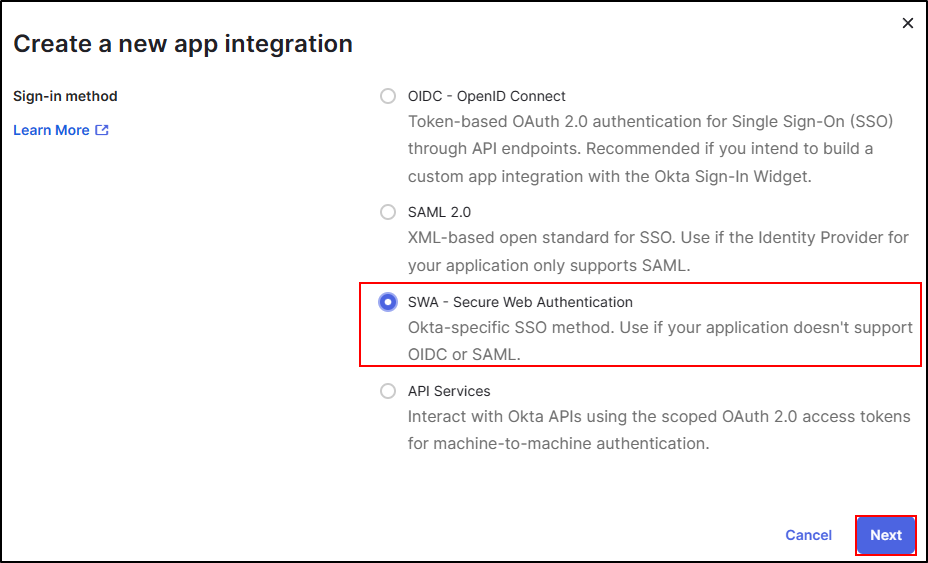 Create a new app integration
Sign-in method
Learn More
OIDC - OpenID Connect
Token-based OAuth 2.0 authentication for Single Sign-On (SSO)
through API endpoints. Recommended if you intend to build a
custom app integration with the Okta Sign-In Widget.
SAML 2.0
XML-based open standard for SSO. Use if the Identity Provider for
your application only supports SAML.
SWA - Secure Web Authentication
Okta-specific SSO method. Use if your application doesn't support
OIDC or SAML.
API Services
Interact with Okta APIs using the scoped OAuth 2.0 access tokens
for machine-to-machine authentication.
Cancel
Next